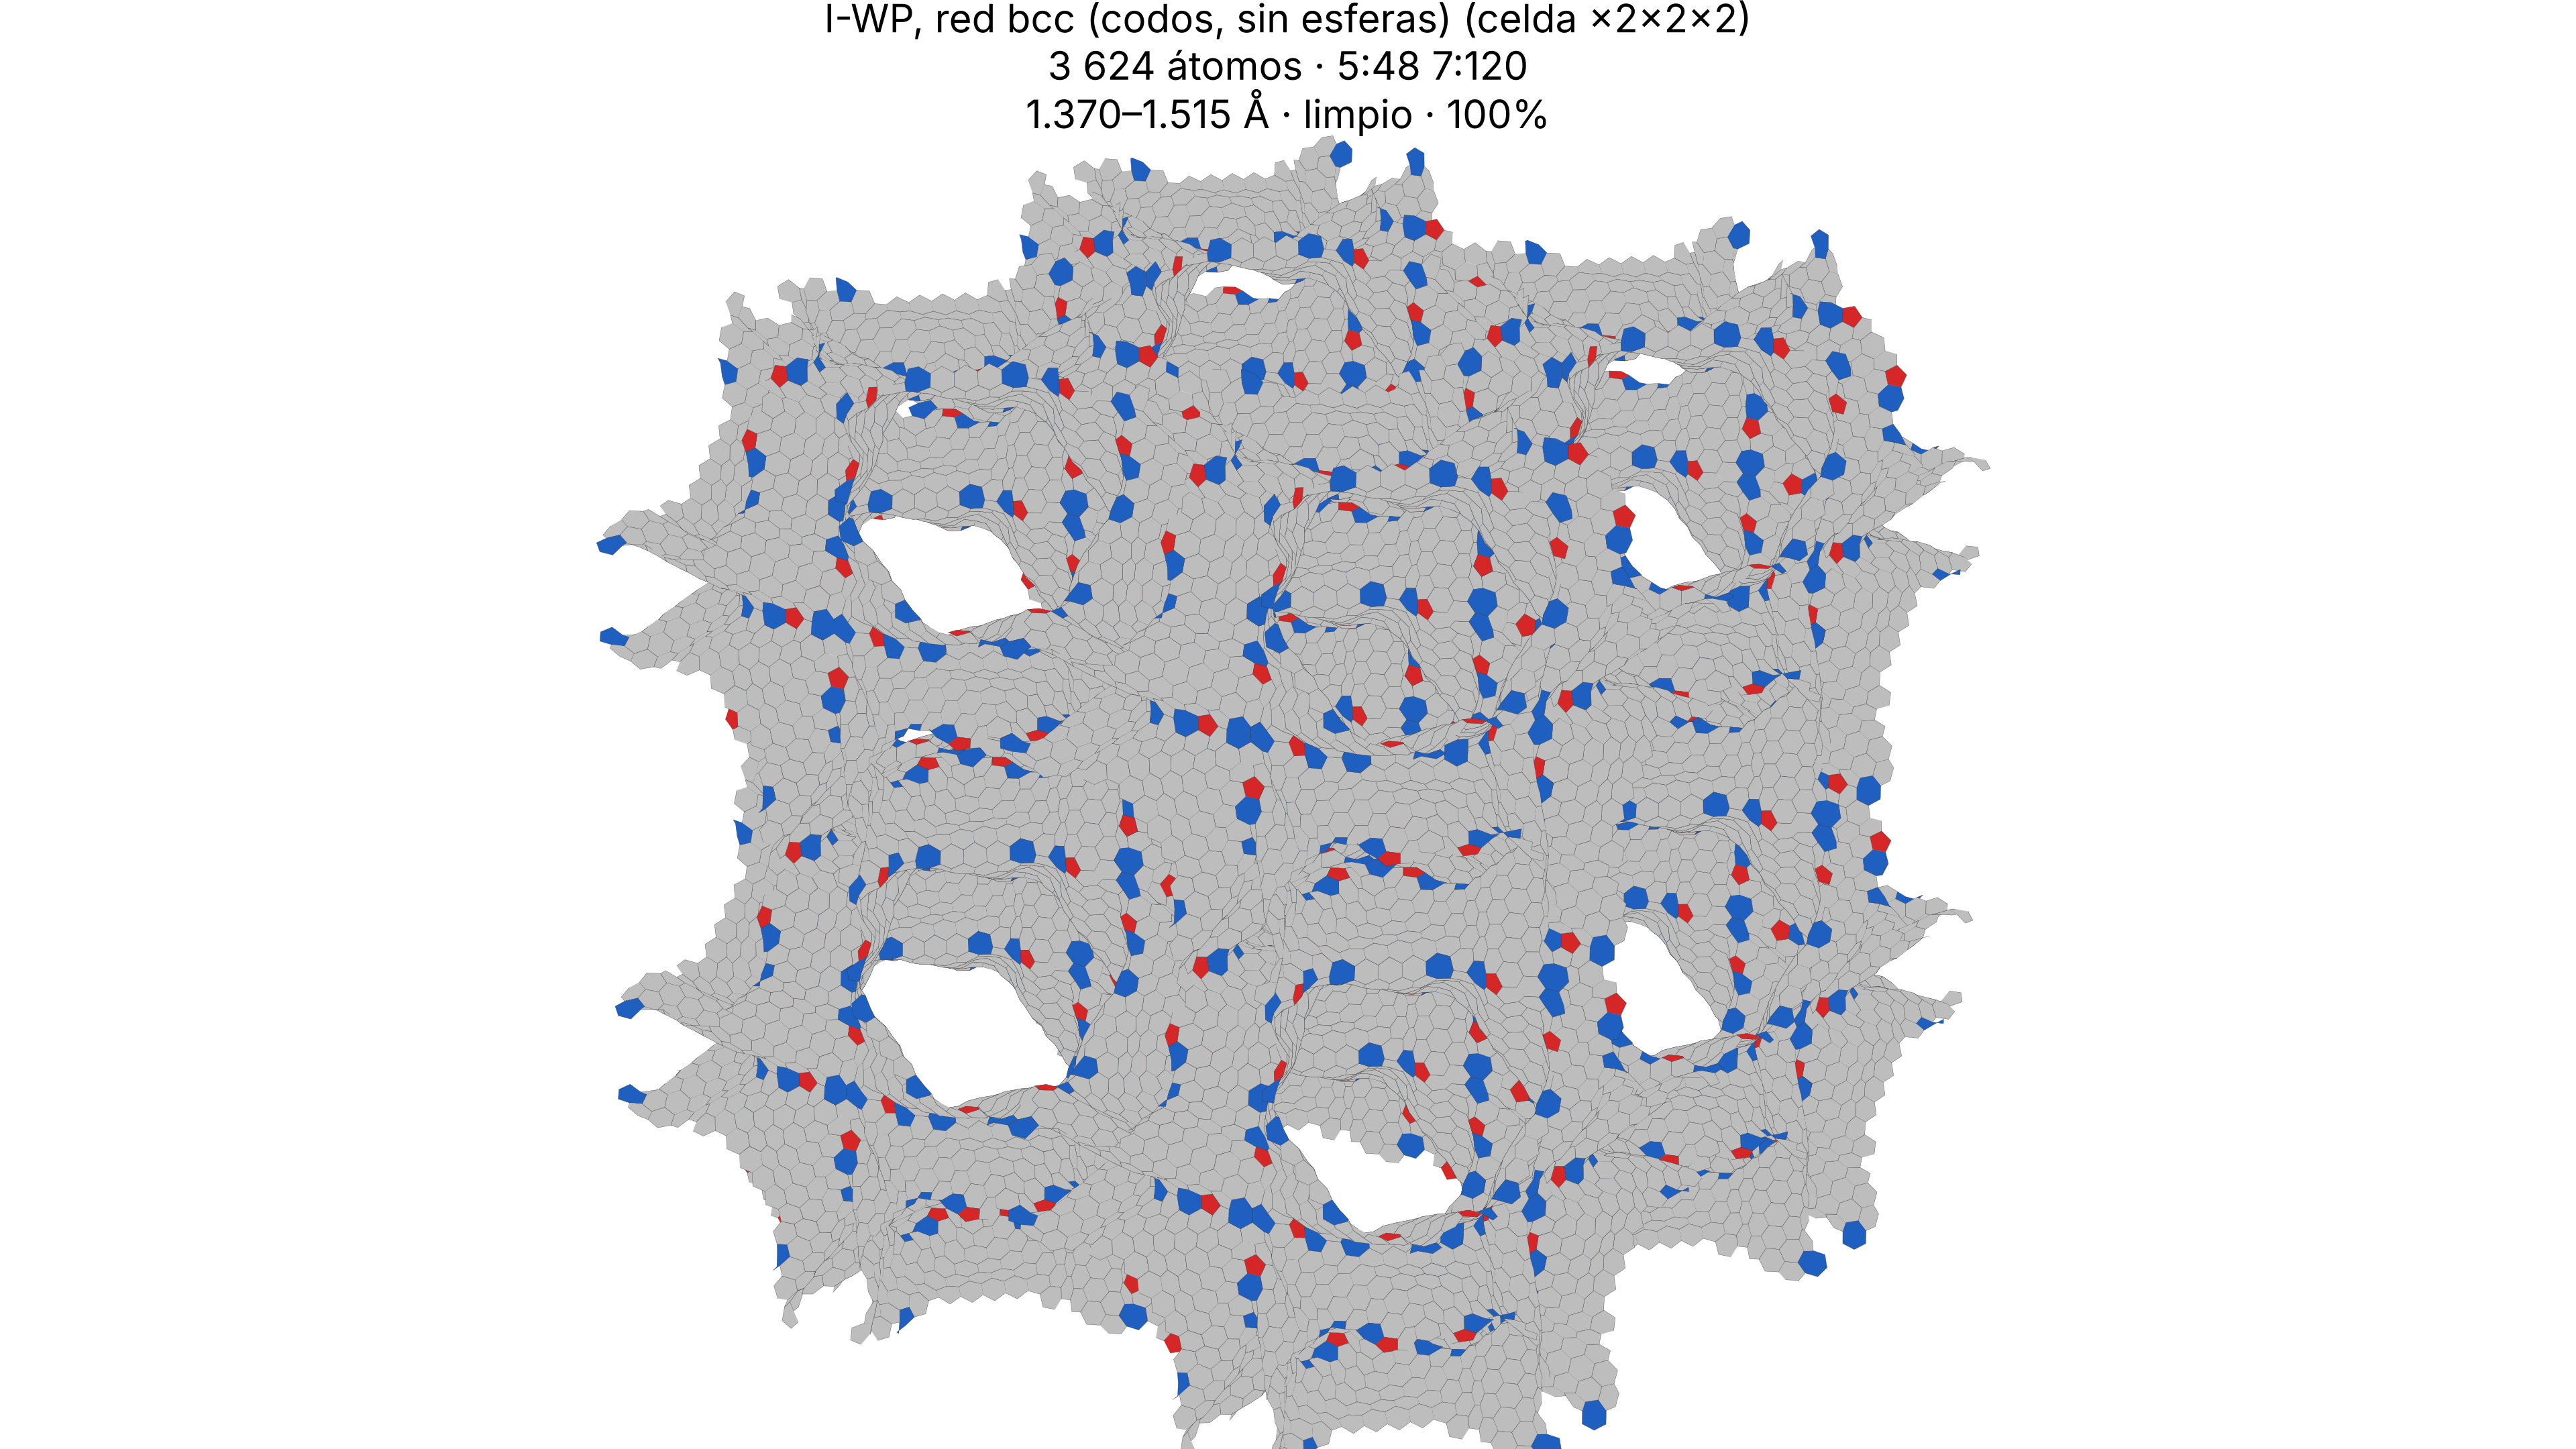 I-WP, red bcc (codos, sin esferas) (celda ×2×2×2)
3 624 átomos · 5:48 7:120
1.370–1.515 Å · limpio · 100%